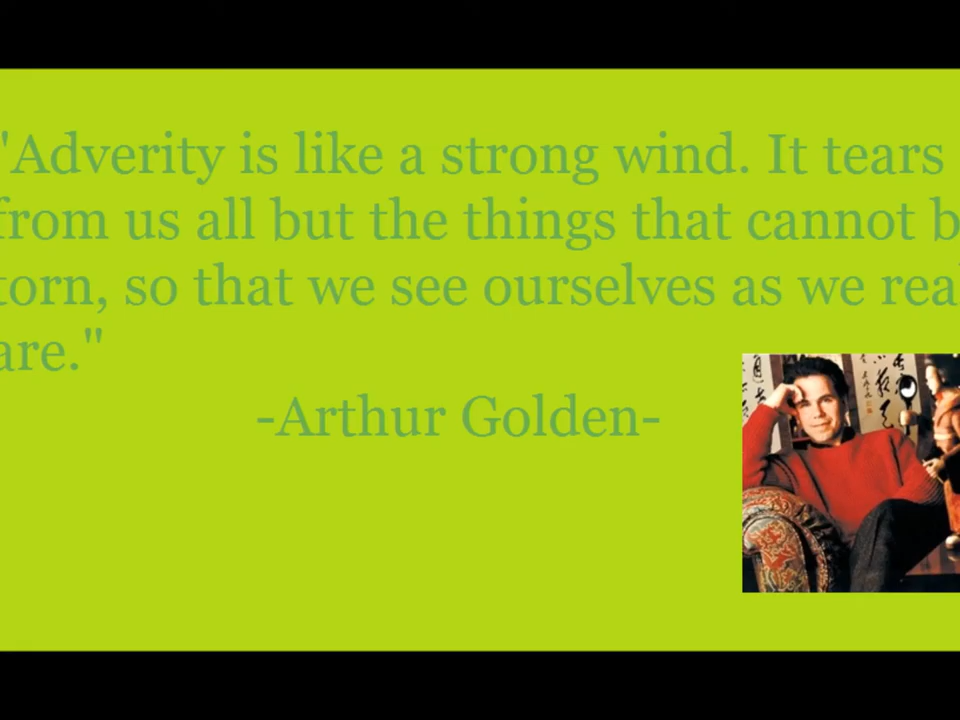 "Adverity is like a strong wind. It tears
from us all but the things that cannot b
torn, so that we see ourselves as we real
are."
-Arthur Golden-